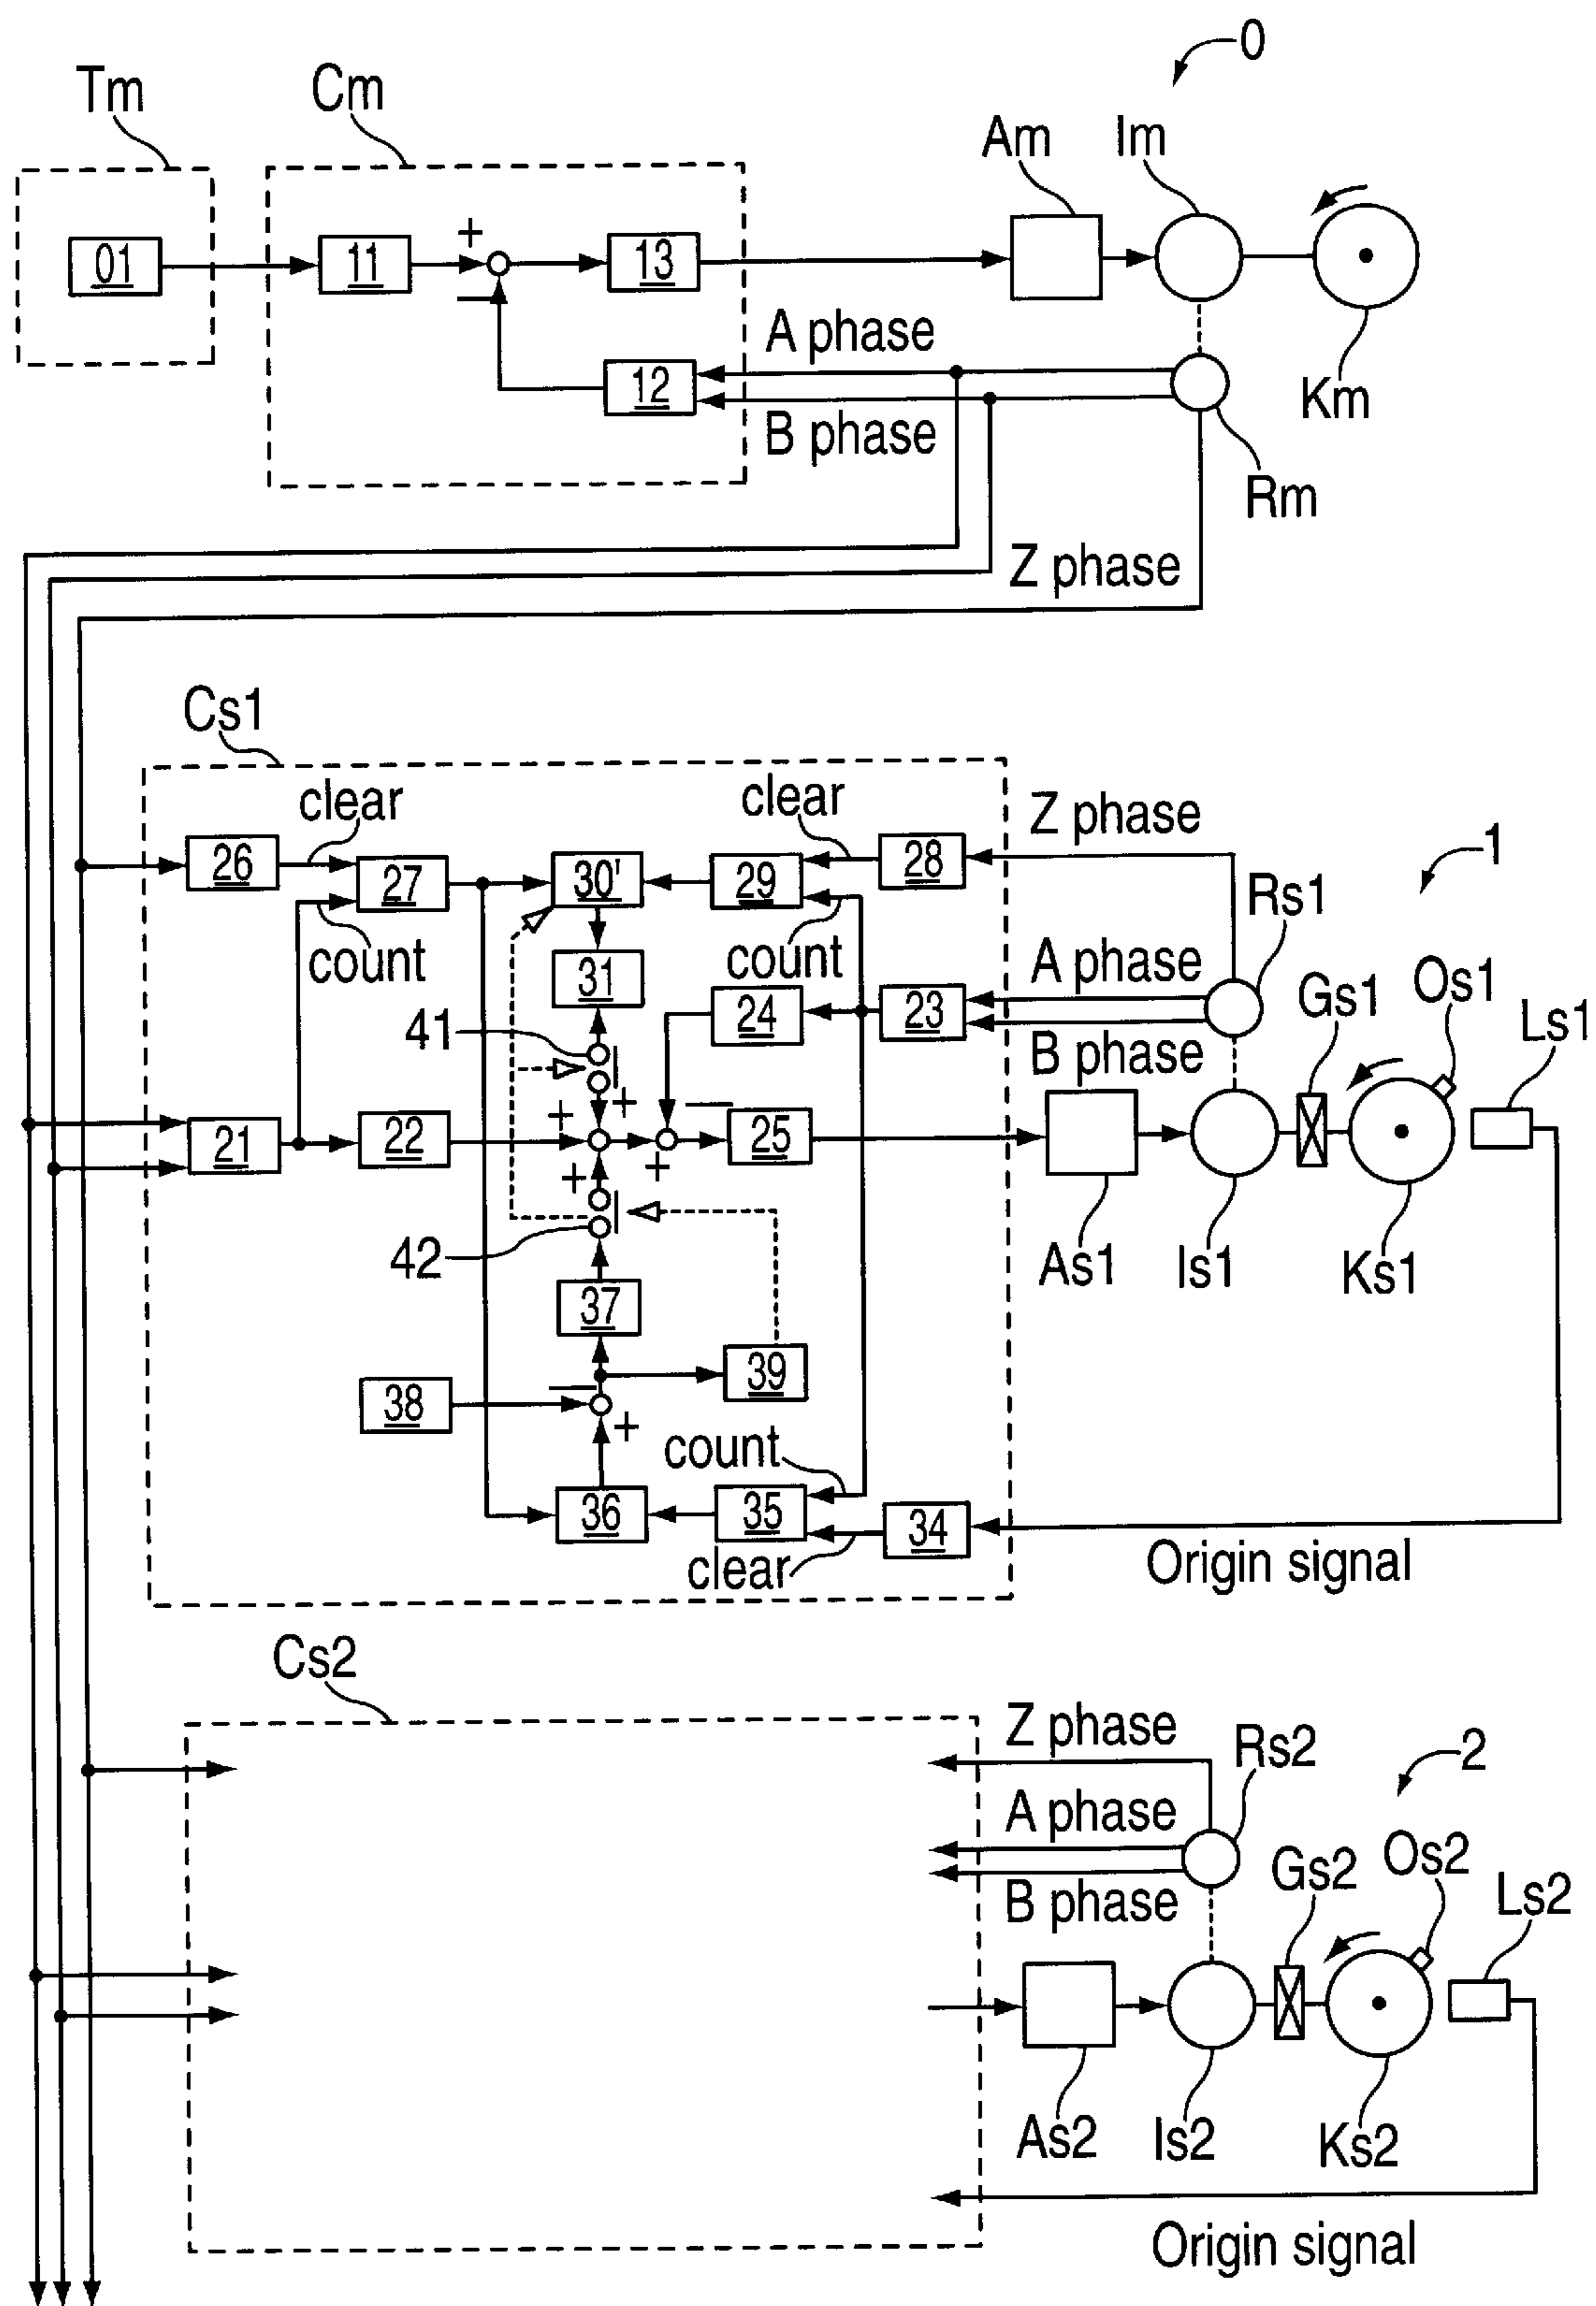 0
Tm
Cm
Am
Im
01
11
+
13
—
A phase
12
B phase
Km
Rm
Z phase
Cs1
clear
clear
Z phase
1
26
27
30'
29
28
Rs1
count
count
A phase
Gs1
Os1
Ls1
31
24
23
41
B phase
+
+
—
21
22
25
+
+
42
As1
Is1
Ks1
37
39
38
—
+
count
36
35
34
clear
Origin signal
Cs2
Z phase
Rs2
2
A phase
Gs2
Os2
B phase
Ls2
As2
Is2
Ks2
Origin signal